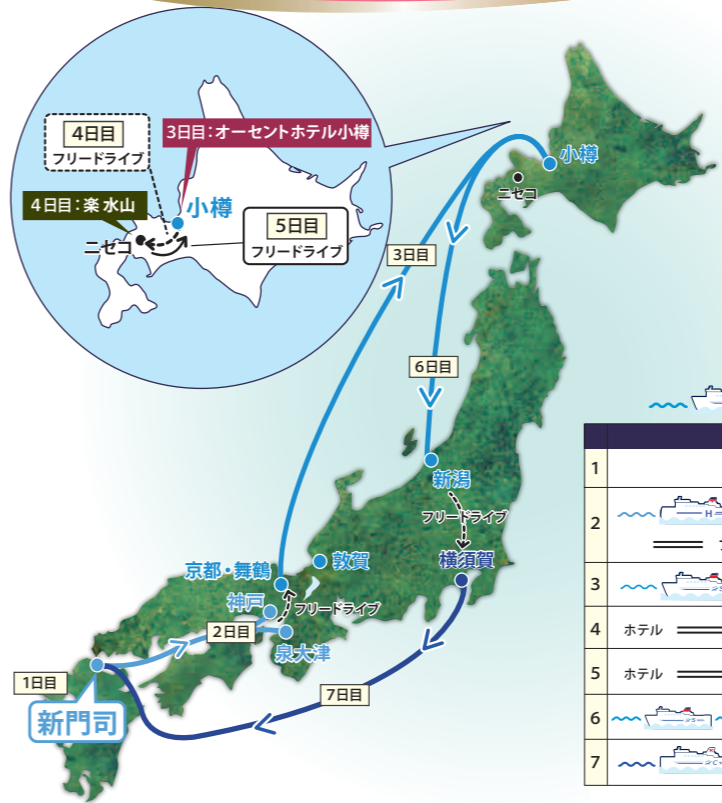 4日目
フリードライブ
3日目：オーセントホテル小樽
4日目：楽 水山
小樽
ニセコ
5日目
フリードライブ
小樽
ニセコ
3日目
6日目
新潟
フリードライブ
横須賀
敦賀
京都・舞鶴
神戸
フリードライブ
2日目
泉大津
1日目
新門司
7日目
1
2
H
3
S
4 ホテル
5 ホテル
6
S
7
C